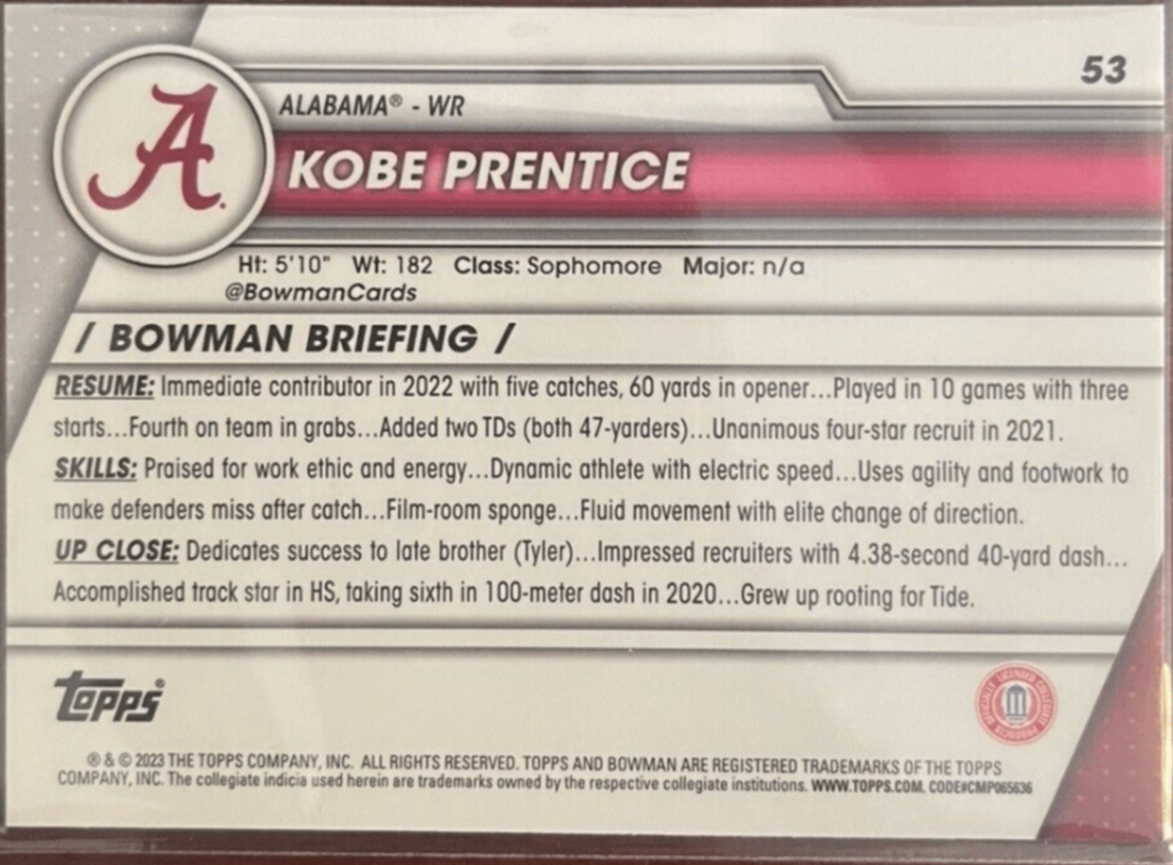 53
ALABAMA® - WR
KOBE PRENTICE
Ht: 5'10" Wt: 182 Class: Sophomore Major: n/a
@BowmanCards
/ BOWMAN BRIEFING /
RESUME: Immediate contributor in 2022 with five catches, 60 yards in opener...Played in 10 games with three
starts...Fourth on team in grabs...Added two TDs (both 47-yarders)...Unanimous four-star recruit in 2021.
SKILLS: Praised for work ethic and energy...Dynamic athlete with electric speed...Uses agility and footwork to
make defenders miss after catch...Film-room sponge...Fluid movement with elite change of direction.
UP CLOSE: Dedicates success to late brother (Tyler)...Impressed recruiters with 4.38-second 40-yard dash...
Accomplished track star in HS, taking sixth in 100-meter dash in 2020...Grew up rooting for Tide.
Topps®
OFFICIALLY LICENSED COLLEGIATE PRODUCTS
® & © 2023 THE TOPPS COMPANY, INC. ALL RIGHTS RESERVED. TOPPS AND BOWMAN ARE REGISTERED TRADEMARKS OF THE TOPPS
COMPANY, INC. The collegiate indicia used herein are trademarks owned by the respective collegiate institutions. WWW.TOPPS.COM. CODE#CMP065636